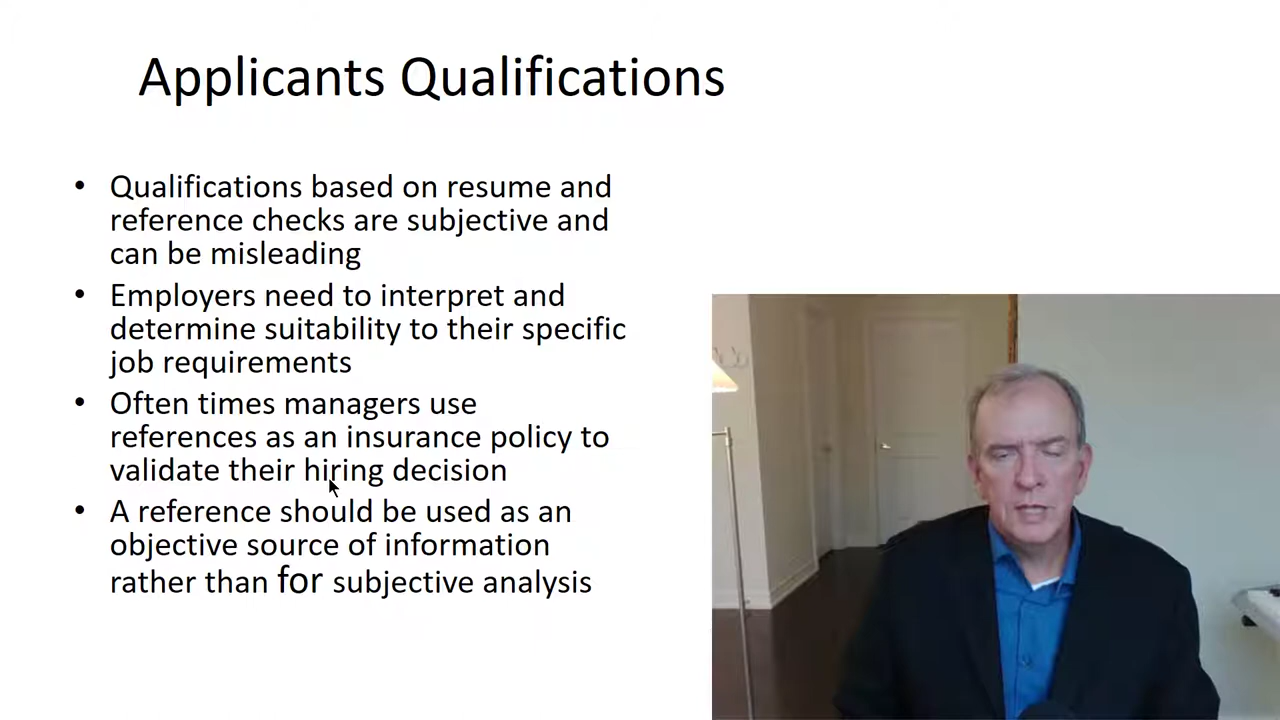 Applicants Qualifications
• Qualifications based on resume and
reference checks are subjective and
can be misleading
• Employers need to interpret and
determine suitability to their specific
job requirements
• Often times managers use
references as an insurance policy to
validate their hiring decision
• A reference should be used as an
objective source of information
rather than for subjective analysis